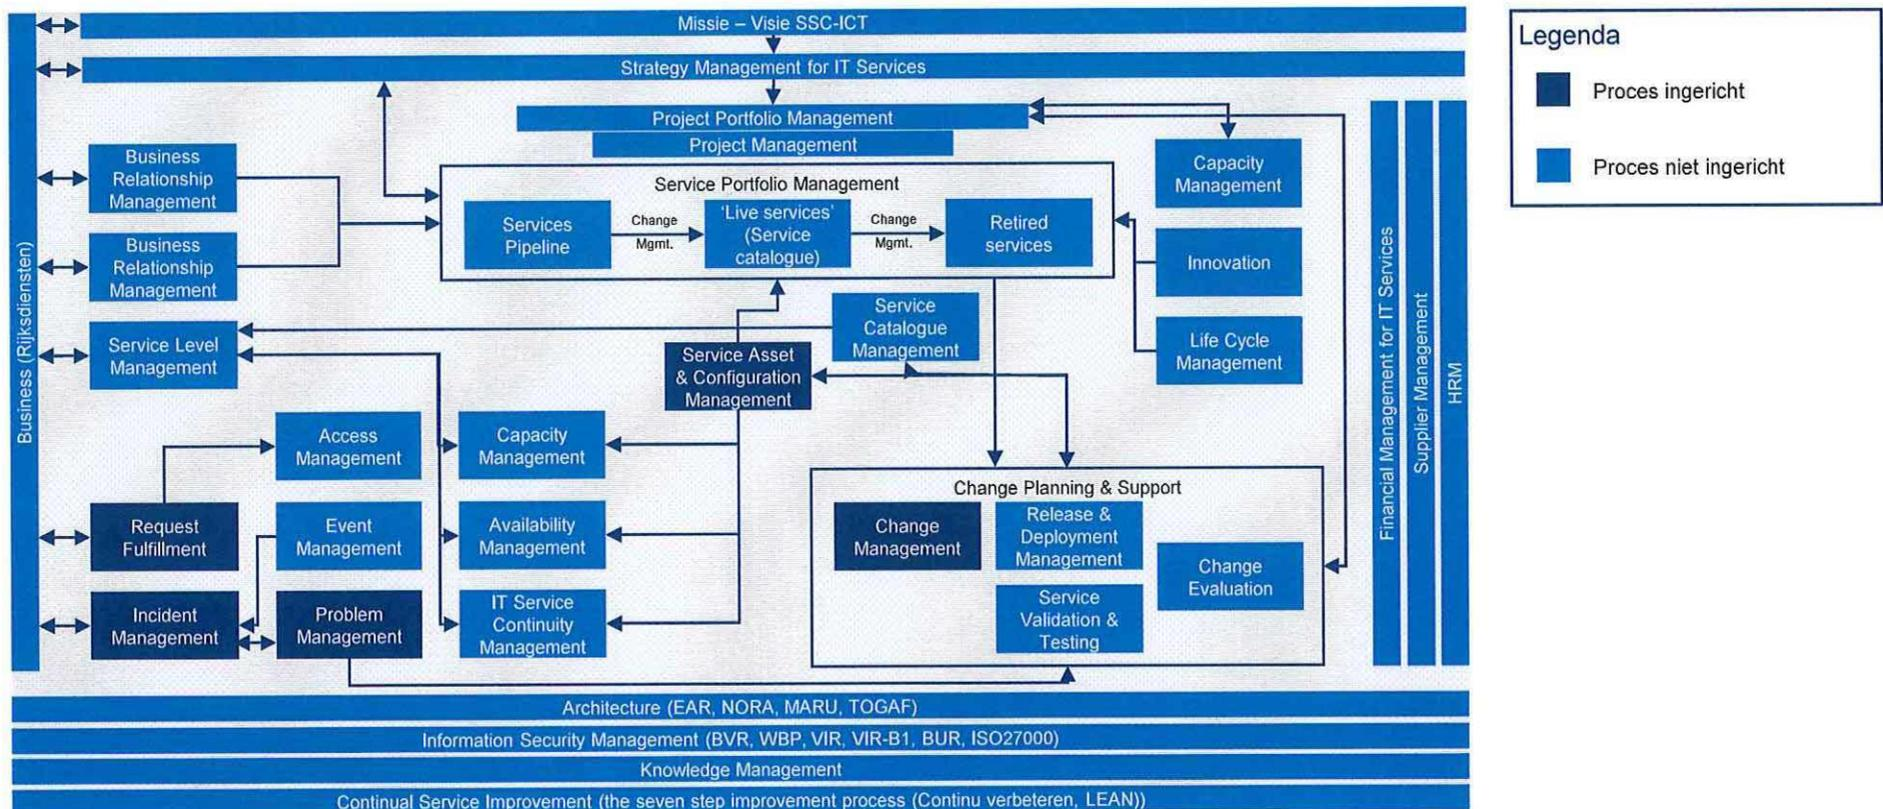 Missie – Visie SSC-ICT
Strategy Management for IT Services
Project Portfolio Management
Project Management
Business (Rijksdiensten)
Business
Relationship
Management
Business
Relationship
Management
Service Level
Management
Service Portfolio Management
Services
Pipeline
Change
Mgmt.
'Live services'
(Service
catalogue)
Change
Mgmt.
Retired
services
Capacity
Management
Innovation
Life Cycle
Management
Service
Catalogue
Management
Service Asset
& Configuration
Management
Access
Management
Capacity
Management
Request
Fulfillment
Event
Management
Availability
Management
Incident
Management
Problem
Management
IT Service
Continuity
Management
Change Planning & Support
Change
Management
Release &
Deployment
Management
Service
Validation &
Testing
Change
Evaluation
Financial Management for IT Services
Supplier Management
HRM
Architecture (EAR, NORA, MARU, TOGAF)
Information Security Management (BVR, WBP, VIR, VIR-B1, BUR, ISO27000)
Knowledge Management
Continual Service Improvement (the seven step improvement process (Continu verbeteren, LEAN))
Legenda
Proces ingericht
Proces niet ingericht